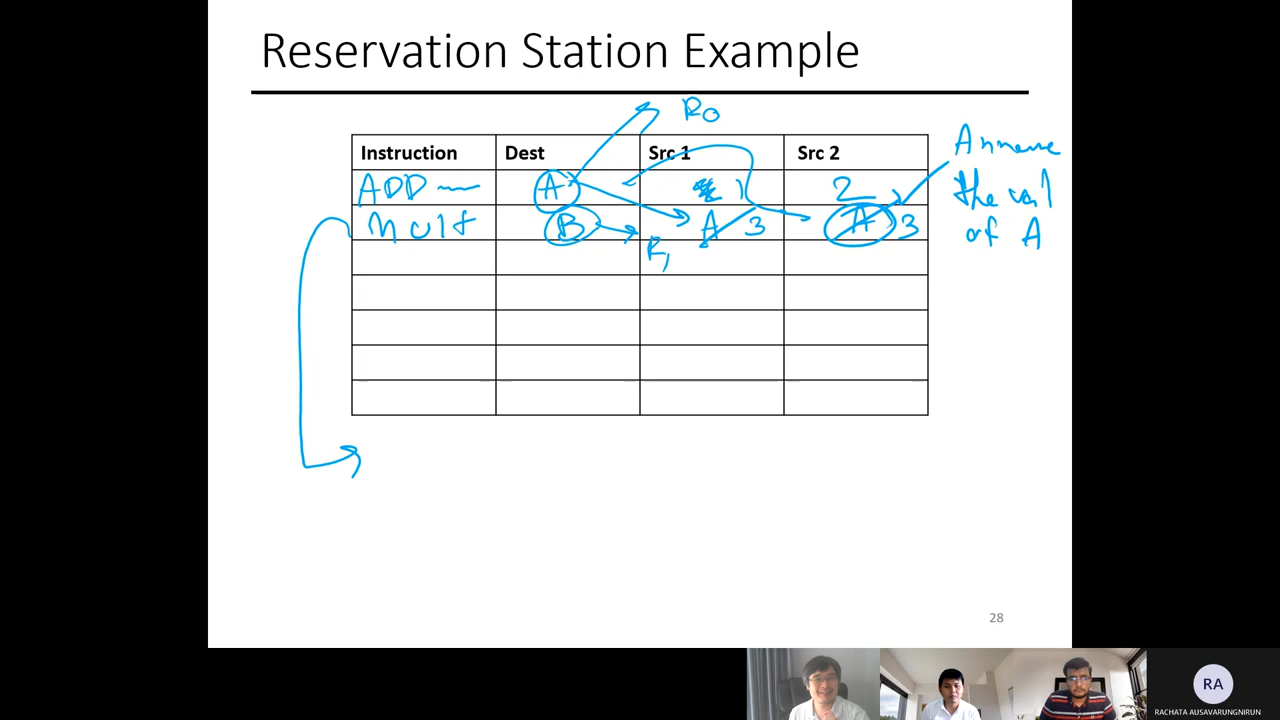 Reservation Station Example
R0
Instruction Dest Src 1 Src 2
ADD A 1 2
Mult B A 3 A 3
R1
the val
of A
28
RA
RACHATA AUSAVARUNGNIRUN